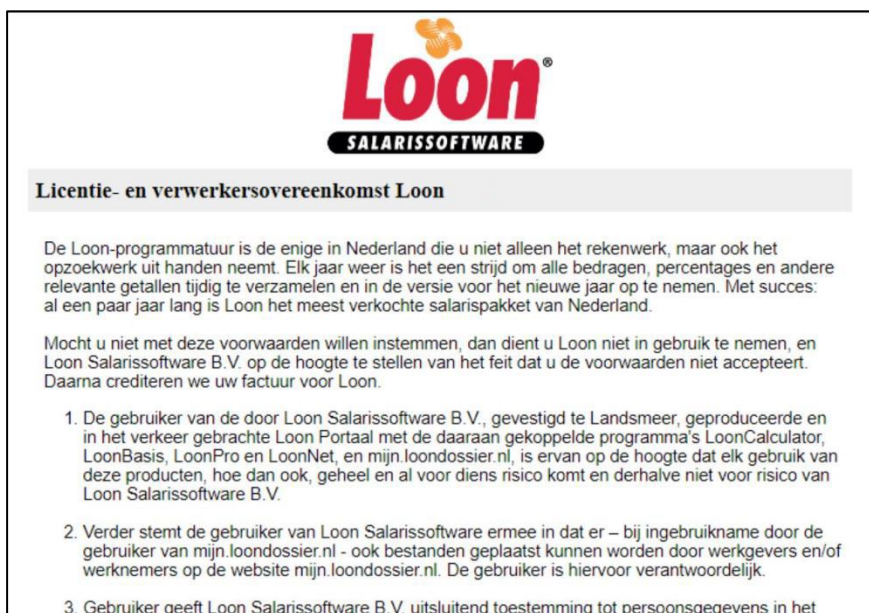 Loon®
SALARISSOFTWARE
Licentie- en verwerkersovereenkomst Loon
De Loon-programmatuur is de enige in Nederland die u niet alleen het rekenwerk, maar ook het
opzoekwerk uit handen neemt. Elk jaar weer is het een strijd om alle bedragen, percentages en andere
relevante getallen tijdig te verzamelen en in de versie voor het nieuwe jaar op te nemen. Met succes:
al een paar jaar lang is Loon het meest verkochte salarispakket van Nederland.
Mocht u niet met deze voorwaarden willen instemmen, dan dient u Loon niet in gebruik te nemen, en
Loon Salarissoftware B.V. op de hoogte te stellen van het feit dat u de voorwaarden niet accepteert.
Daarna crediteren we uw factuur voor Loon.
1. De gebruiker van de door Loon Salarissoftware B.V., gevestigd te Landsmeer, geproduceerde en
in het verkeer gebrachte Loon Portaal met de daaraan gekoppelde programma's LoonCalculator,
LoonBasis, LoonPro en LoonNet, en mijn.loondossier.nl, is ervan op de hoogte dat elk gebruik van
deze producten, hoe dan ook, geheel en al voor diens risico komt en derhalve niet voor risico van
Loon Salarissoftware B.V.
2. Verder stemt de gebruiker van Loon Salarissoftware ermee in dat er – bij ingebruikname door de
gebruiker van mijn.loondossier.nl - ook bestanden geplaatst kunnen worden door werkgevers en/of
werknemers op de website mijn.loondossier.nl. De gebruiker is hiervoor verantwoordelijk.
3. Gebruiker geeft Loon Salarissoftware B.V. uitsluitend toestemming tot persoonsgegevens in het